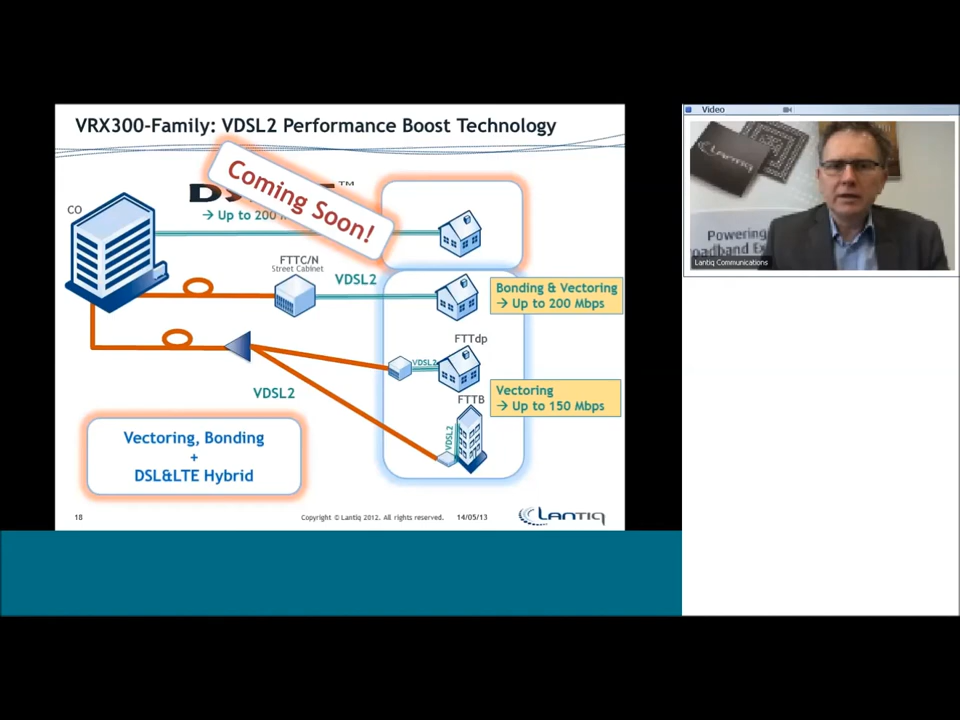 VRX300-Family: VDSL2 Performance Boost Technology
Coming Soon!
TM
→ Up to 200
CO
FTTC/N
Street Cabinet
VDSL2
Bonding & Vectoring
→ Up to 200 Mbps
FTTdp
VDSL2
VDSL2
Vectoring
→ Up to 150 Mbps
FTTB
VDSL2
Vectoring, Bonding
+
DSL&LTE Hybrid
18
Copyright © Lantiq 2012. All rights reserved.
14/05/13
LANTIQ
Video
LANTIQ
Powering
Lantiq Communications